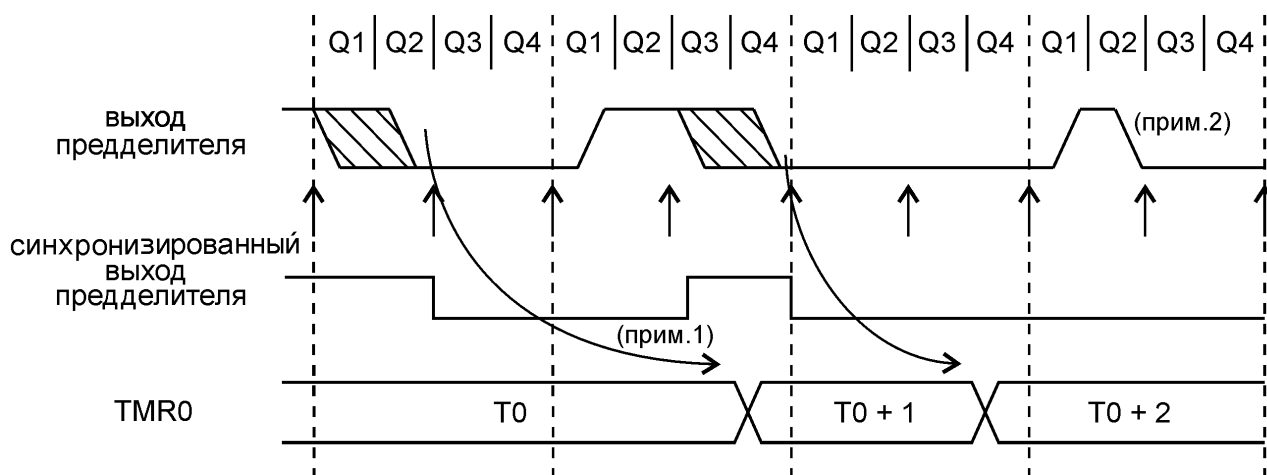 Q1 Q2 Q3 Q4 Q1 Q2 Q3 Q4 Q1 Q2 Q3 Q4 Q1 Q2 Q3 Q4
выход
предделителя
(прим.2)
синхронизированный
выход
предделителя
(прим.1)
TMR0 T0 T0 + 1 T0 + 2